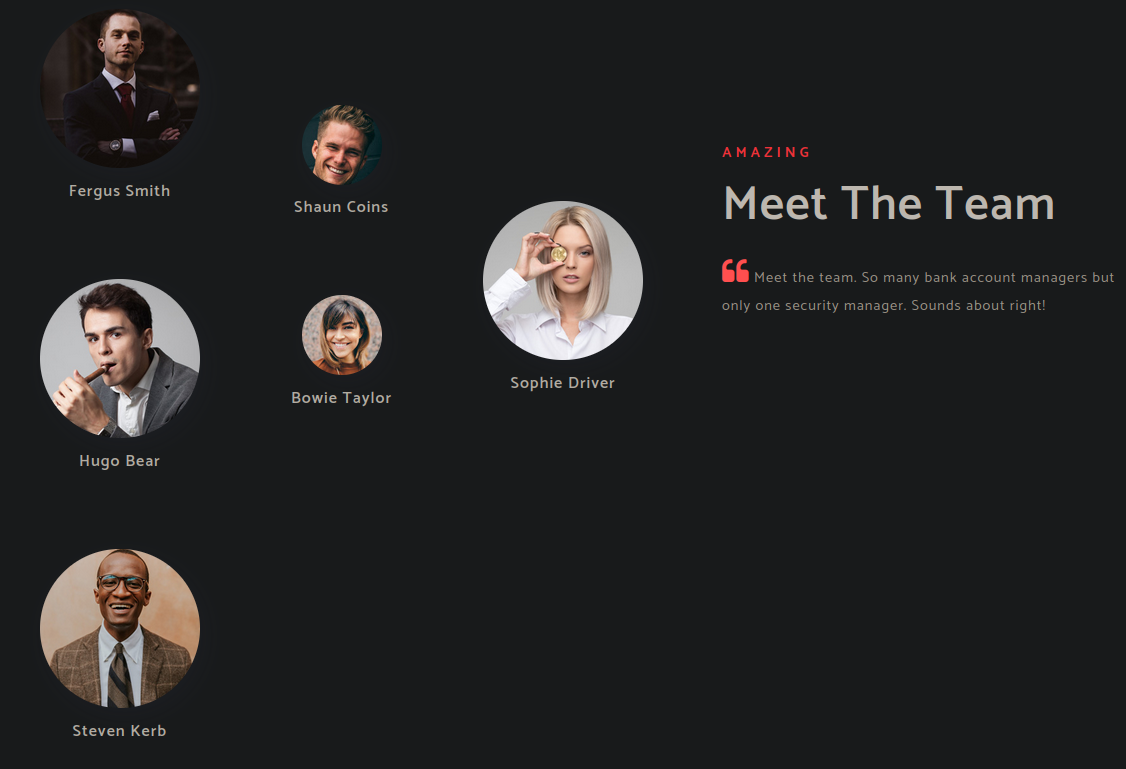 Fergus Smith
Shaun Coins
Hugo Bear
Bowie Taylor
Sophie Driver
Steven Kerb
AMAZING
Meet The Team
Meet the team. So many bank account managers but
only one security manager. Sounds about right!